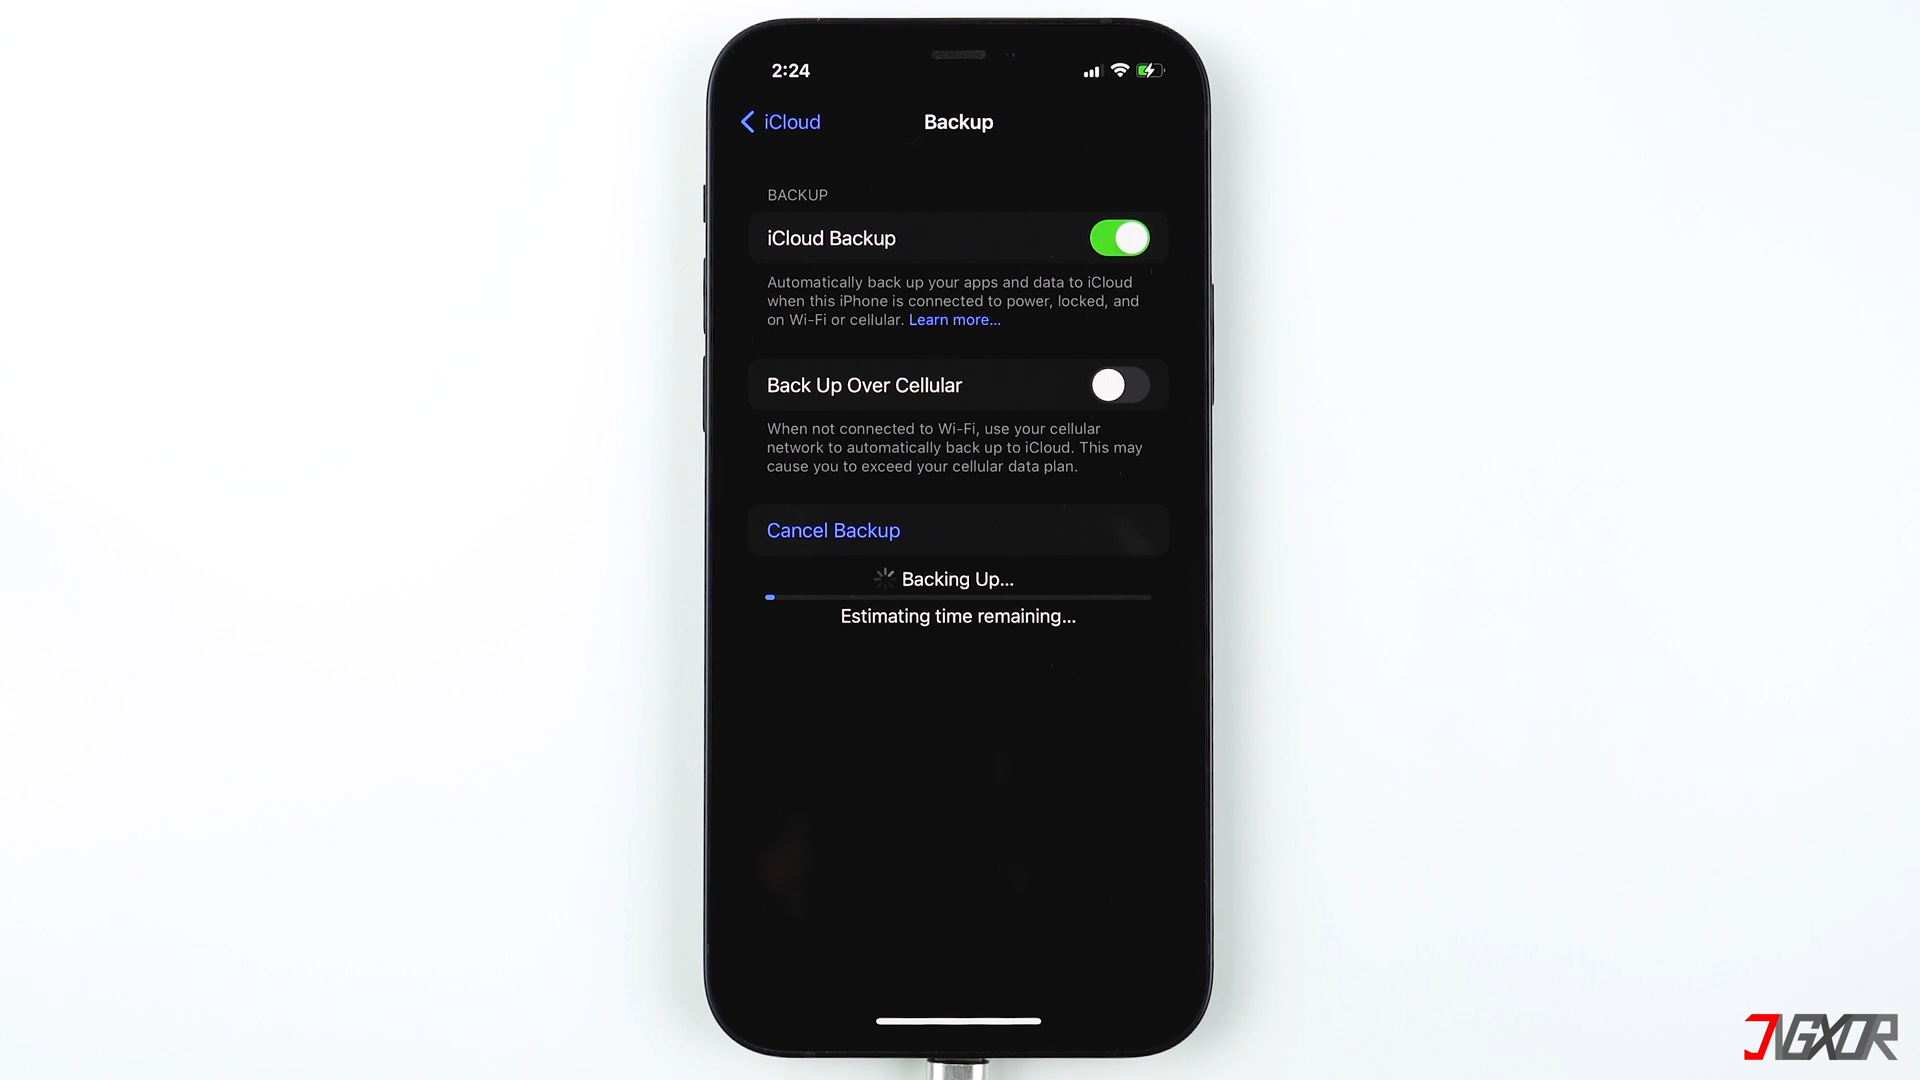 2:24
iCloud
Backup
BACKUP
iCloud Backup
Automatically back up your apps and data to iCloud
when this iPhone is connected to power, locked, and
on Wi-Fi or cellular. Learn more...
Back Up Over Cellular
When not connected to Wi-Fi, use your cellular
network to automatically back up to iCloud. This may
cause you to exceed your cellular data plan.
Cancel Backup
Backing Up...
Estimating time remaining...
JVGXOR